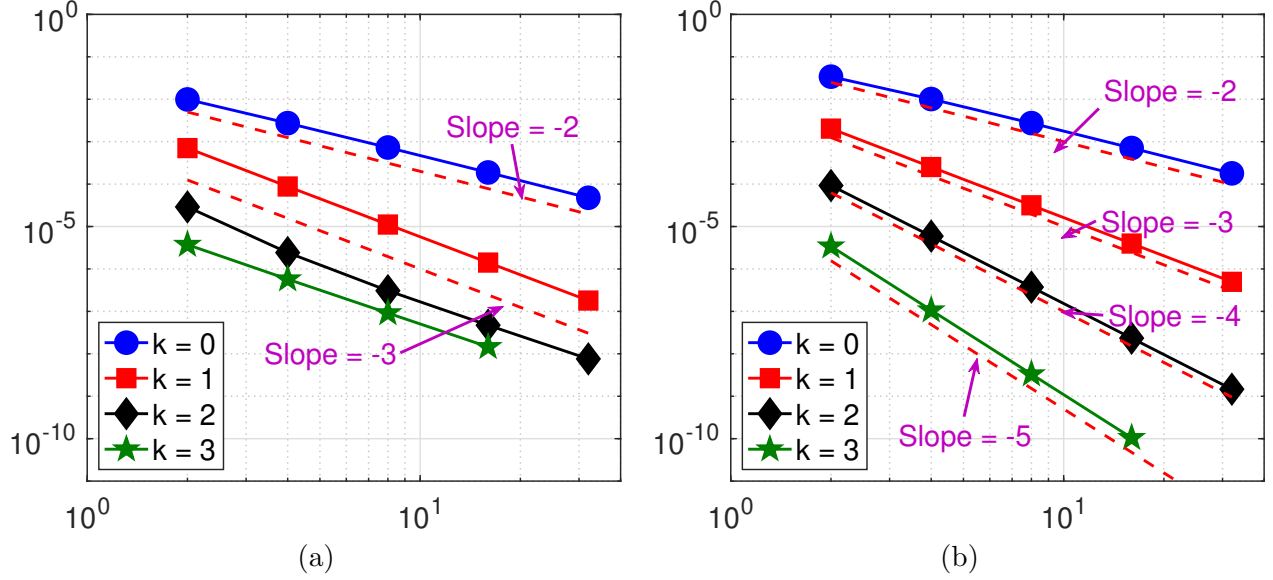 10^0
10^-5
10^-10
10^0
10^1
Slope = -2
Slope = -3
k = 0
k = 1
k = 2
k = 3
(a)
10^0
10^-5
10^-10
10^0
10^1
Slope = -2
Slope = -3
Slope = -4
Slope = -5
k = 0
k = 1
k = 2
k = 3
(b)